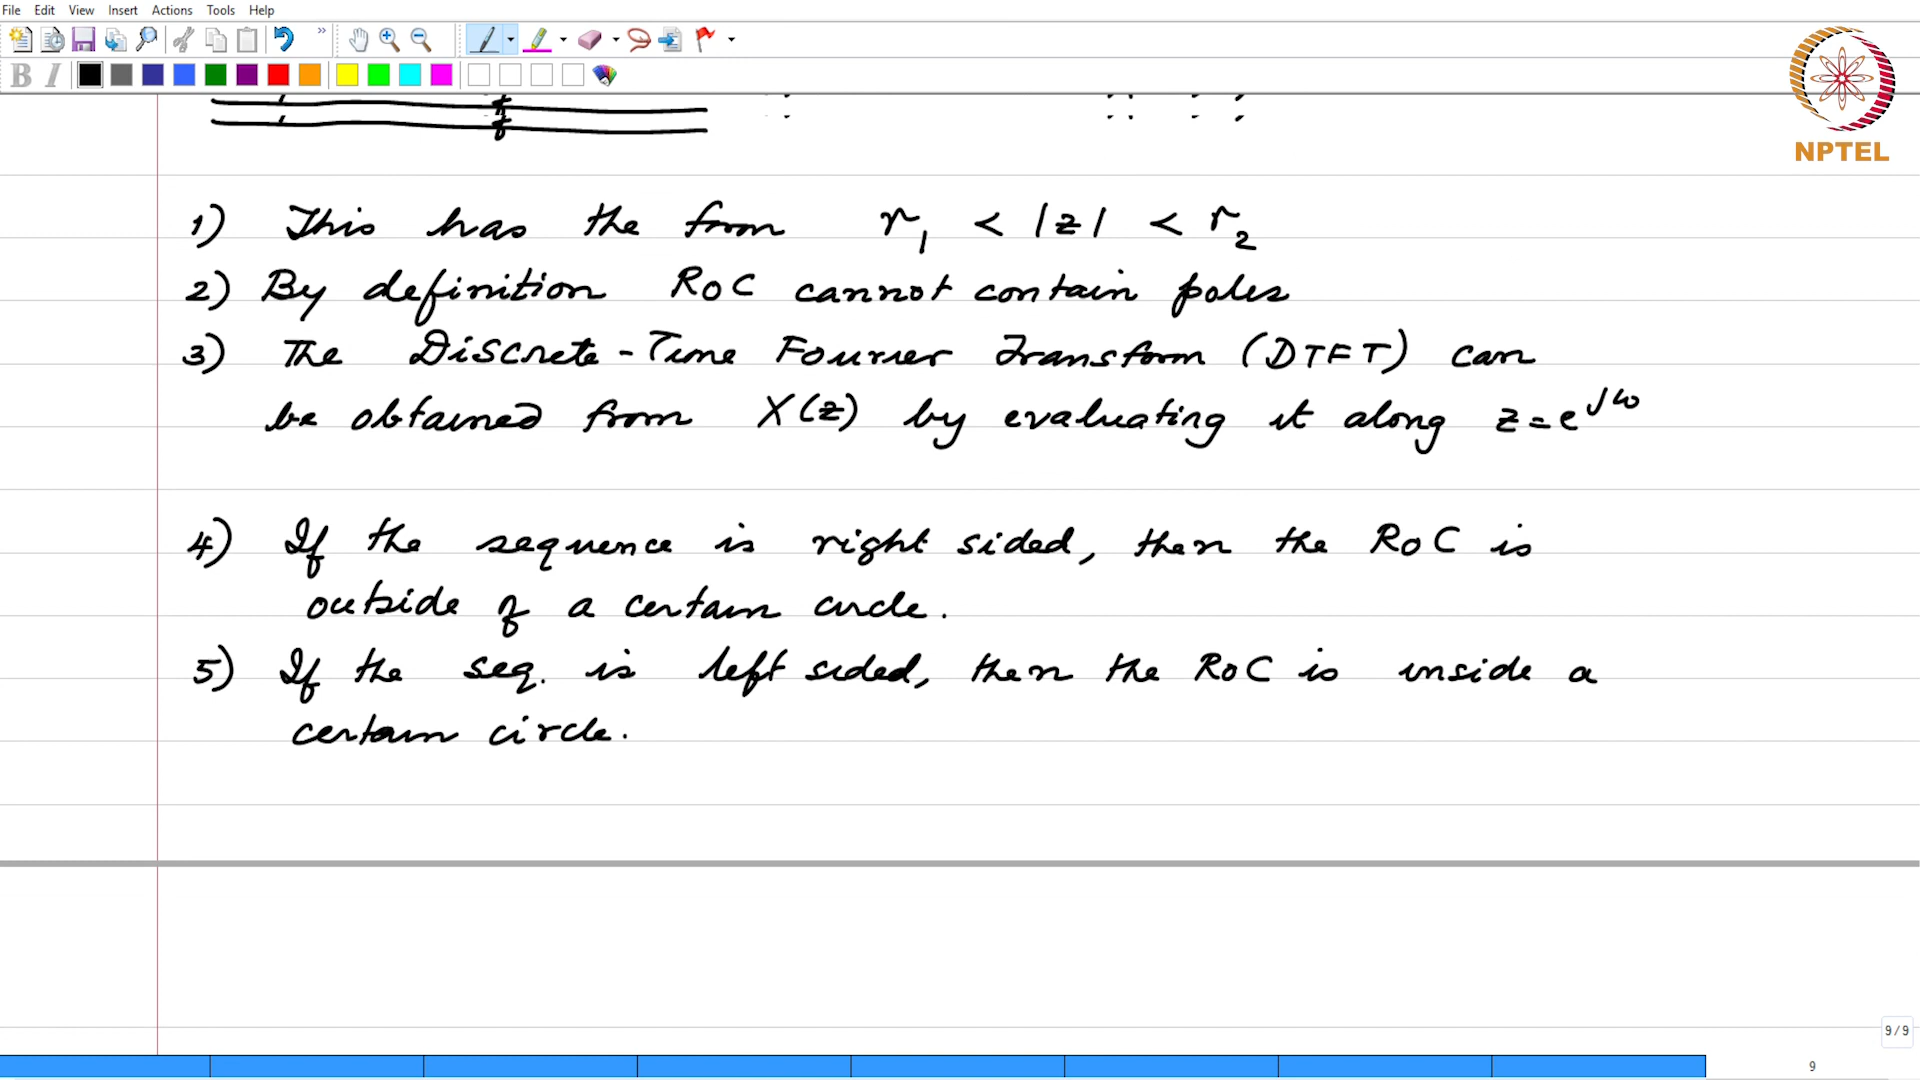 File Edit View Insert Actions Tools Help
NPTEL
1) This has the form r₁ < |z| < r₂
2) By definition RoC cannot contain poles
3) The Discrete-Time Fourier Transform (DTFT) can
be obtained from X(z) by evaluating it along z=e^jω
4) If the sequence is right sided, then the RoC is
outside of a certain circle.
5) If the seq. is left sided, then the RoC is inside a
certain circle.
9/9
9